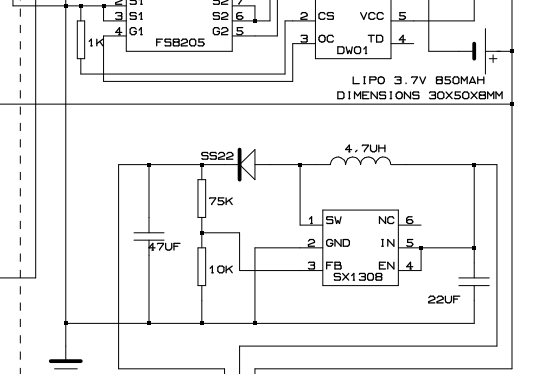 2 S1 S2 7
3 S1 S2 6
4 G1 G2 5
1K
FS8205
2 CS VCC 5
3 OC TD 4
DW01
+
LIPO 3.7V 850MAH
DIMENSIONS 30X50X8MM
SS22
4.7UH
75K
1 SW NC 6
47UF
2 GND IN 5
10K
3 FB EN 4
SX1308
22UF